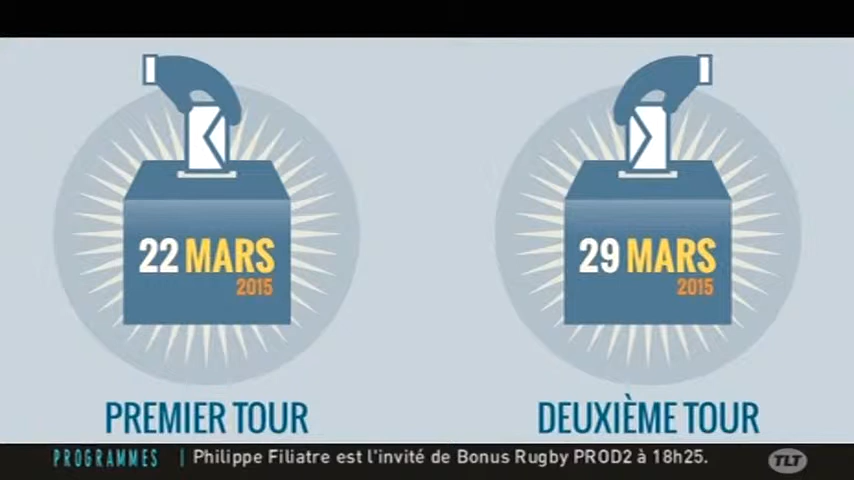 22 MARS
2015
29 MARS
2015
PREMIER TOUR
DEUXIÈME TOUR
PROGRAMMES | Philippe Filiatre est l'invité de Bonus Rugby PROD2 à 18h25.
TLT